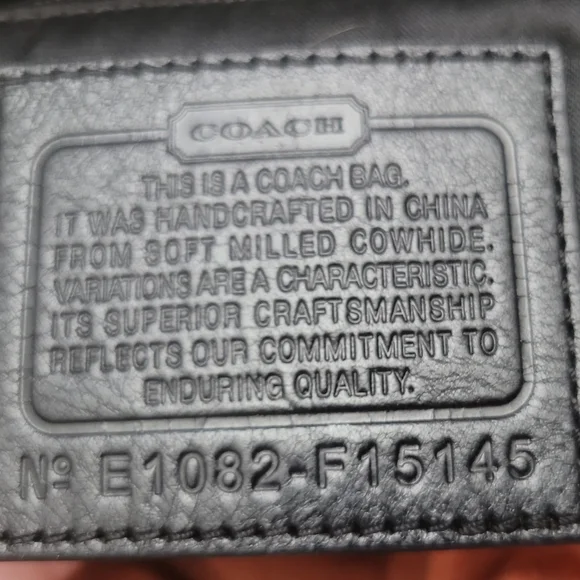 COACH
THIS IS A COACH BAG.
IT WAS HANDCRAFTED IN CHINA
FROM SOFT MILLED COWHIDE.
VARIATIONS ARE A CHARACTERISTIC.
ITS SUPERIOR CRAFTSMANSHIP
REFLECTS OUR COMMITMENT TO
ENDURING QUALITY.
Nº E1082-F15145